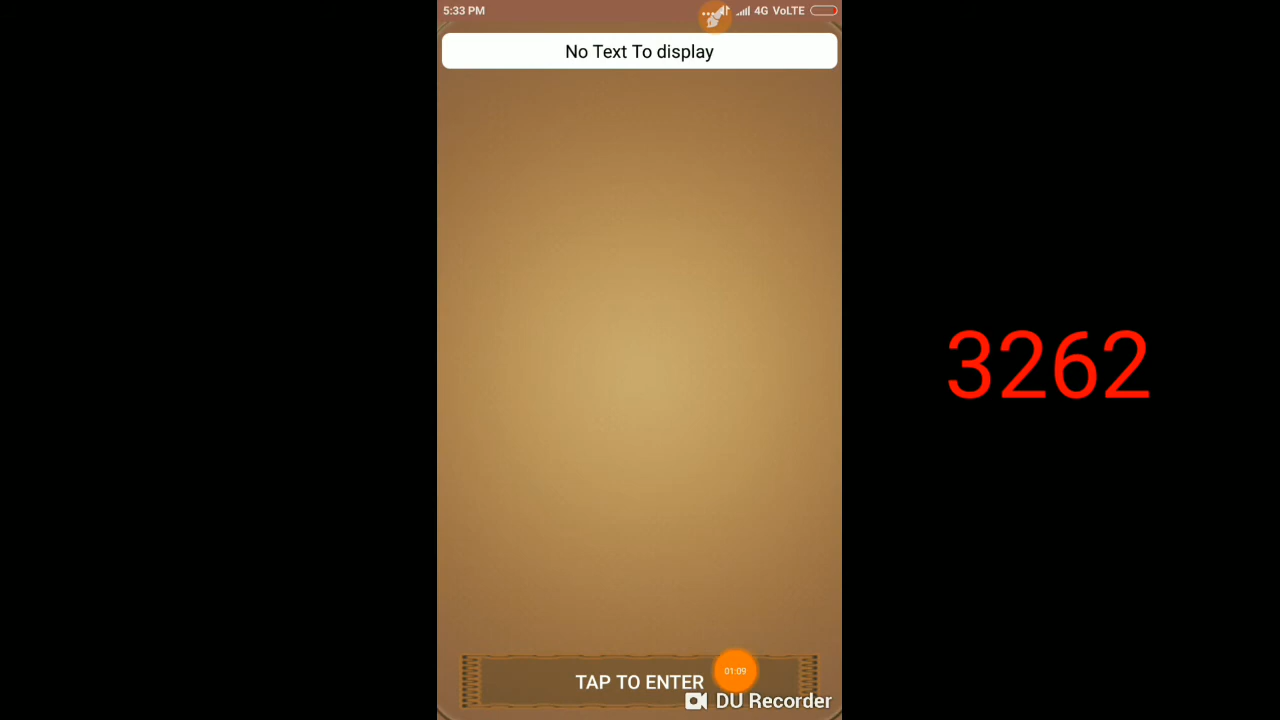 5:33 PM
4G VoLTE
No Text To display
3262
TAP TO ENTER
01:09
DU Recorder